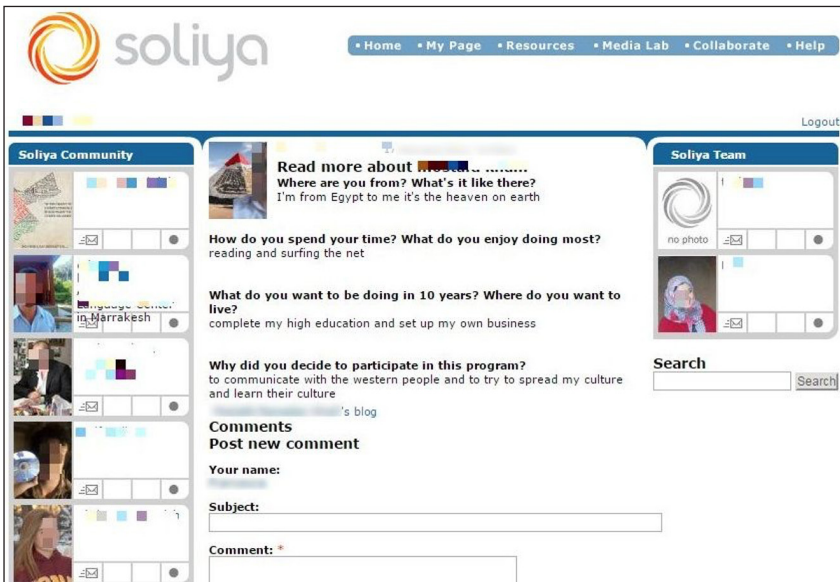 soliya
Home My Page Resources Media Lab Collaborate Help
Logout
Soliya Community
in Marrakesh
Read more about
Where are you from? What's it like there?
I'm from Egypt to me it's the heaven on earth
How do you spend your time? What do you enjoy doing most?
reading and surfing the net
What do you want to be doing in 10 years? Where do you want to
live?
complete my high education and set up my own business
Why did you decide to participate in this program?
to communicate with the western people and to try to spread my culture
and learn their culture
's blog
Comments
Post new comment
Your name:
Subject:
Comment: *
Soliya Team
no photo
Search
Search